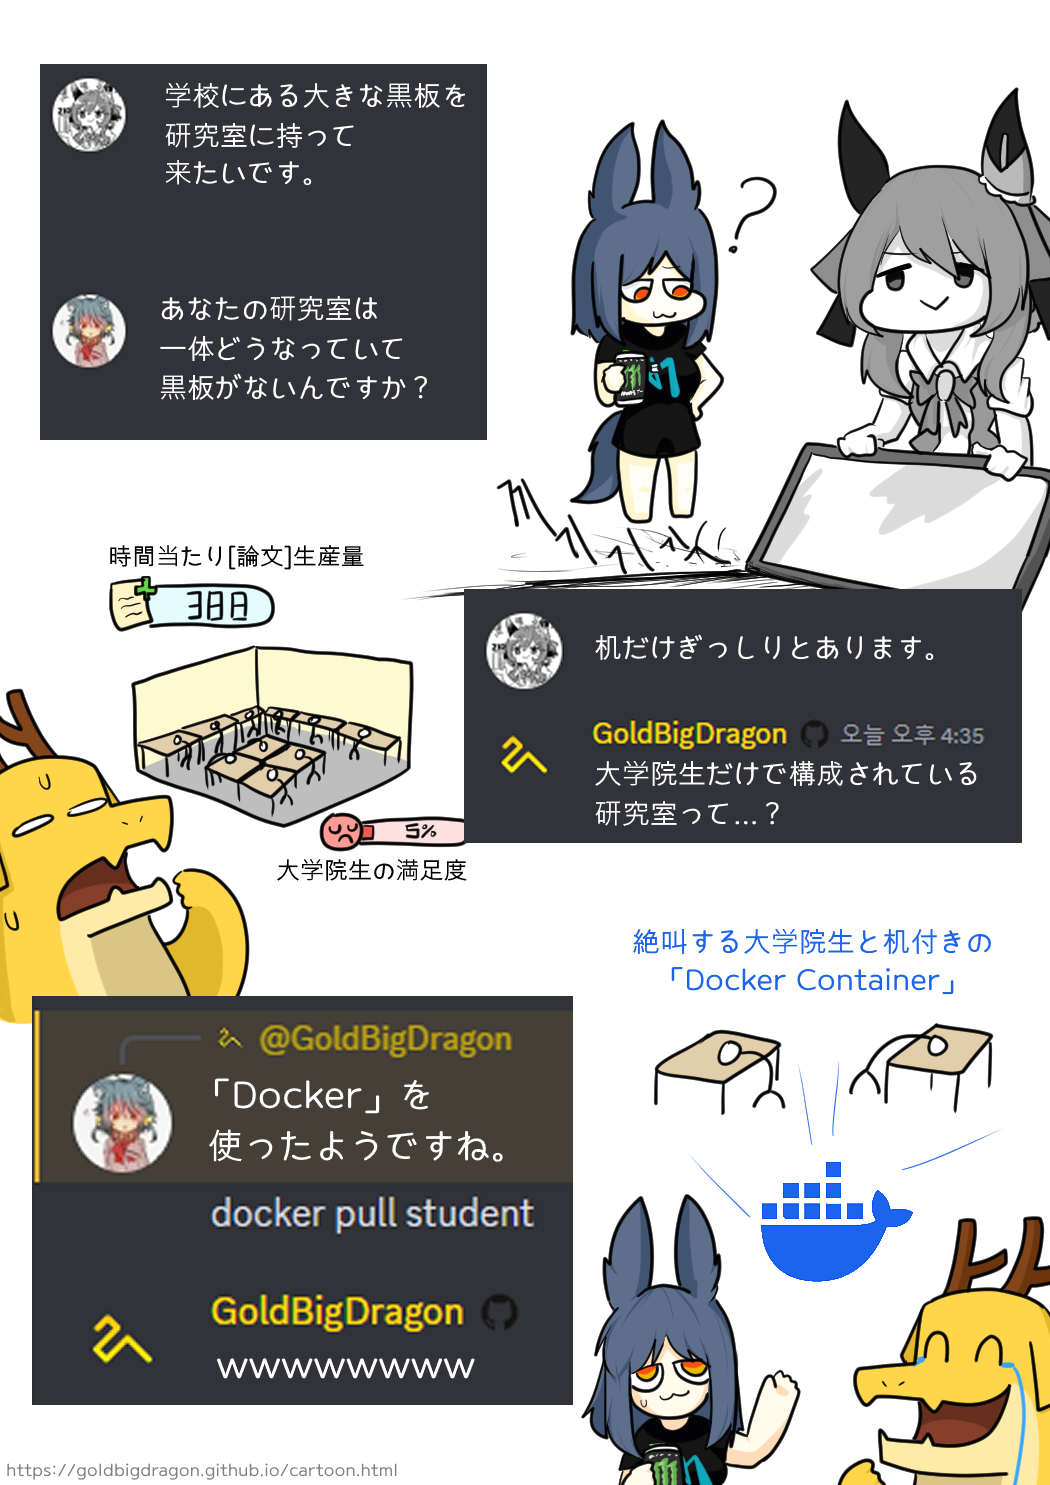 学校にある大きな黒板を
研究室に持って
来たいです。
あなたの研究室は
一体どうなっていて
黒板がないんですか？
時間当たり[論文]生産量
3日日
机だけぎっしりとあります。
GoldBigDragon 오늘 오후 4:35
大学院生だけで構成されている
研究室って...？
5%
大学院生の満足度
絶叫する大学院生と机付きの
「Docker Container」
@GoldBigDragon
「Docker」を
使ったようですね。
docker pull student
GoldBigDragon
wwwwwwww
https://goldbigdragon.github.io/cartoon.html